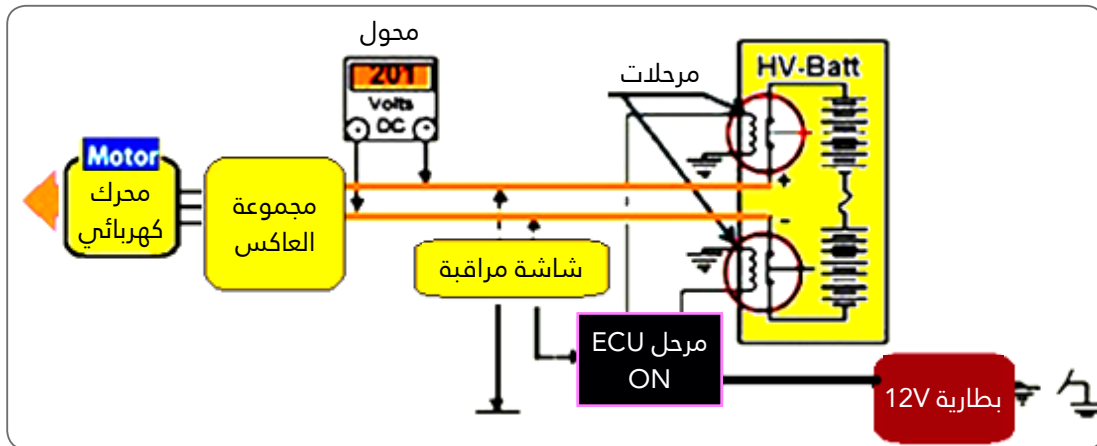 محول
201
Volts
DC
مرحلات
HV-Batt
+
-
Motor
محرك
كهربائي
مجموعة
العاكس
شاشة مراقبة
مرحل ECU
ON
بطارية 12V